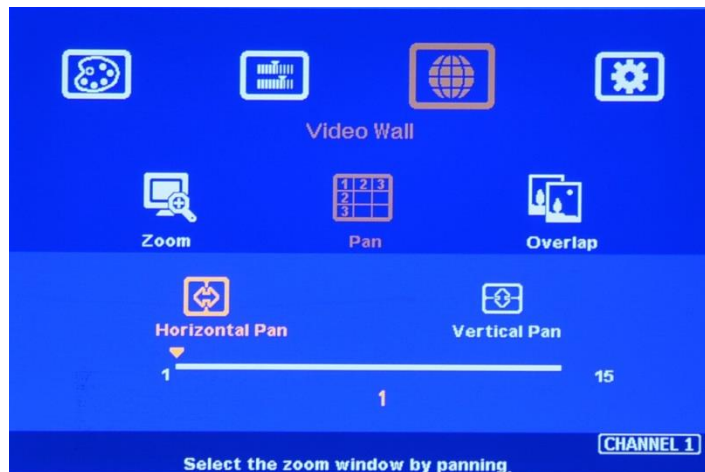 Video Wall
1 2 3
2
3
Zoom
Pan
Overlap
Horizontal Pan
Vertical Pan
1
15
1
CHANNEL 1
Select the zoom window by panning.